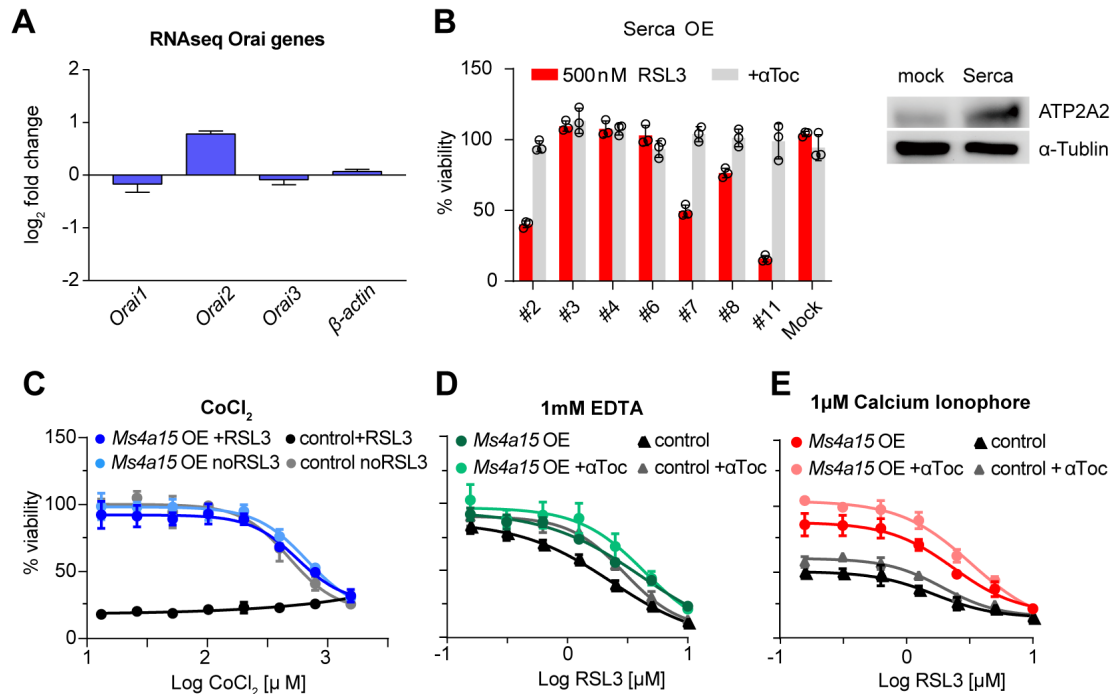 A
RNAseq Orai genes
log2 fold change
2
1
0
-1
-2
Orai1
Orai2
Orai3
β-actin
B
Serca OE
500nM RSL3
+αToc
% viability
150
100
50
0
#2
#3
#4
#6
#7
#8
#11
Mock
mock Serca
ATP2A2
α-Tublin
C
CoCl2
Ms4a15 OE +RSL3
control+RSL3
Ms4a15 OE noRSL3
control noRSL3
% viability
150
100
50
0
1
2
3
Log CoCl2 [µ M]
D
1mM EDTA
Ms4a15 OE
control
Ms4a15 OE +αToc
control +αToc
-1
0
1
Log RSL3 [µM]
E
1µM Calcium Ionophore
Ms4a15 OE
control
Ms4a15 OE +αToc
control + αToc
-1
0
1
Log RSL3 [µM]